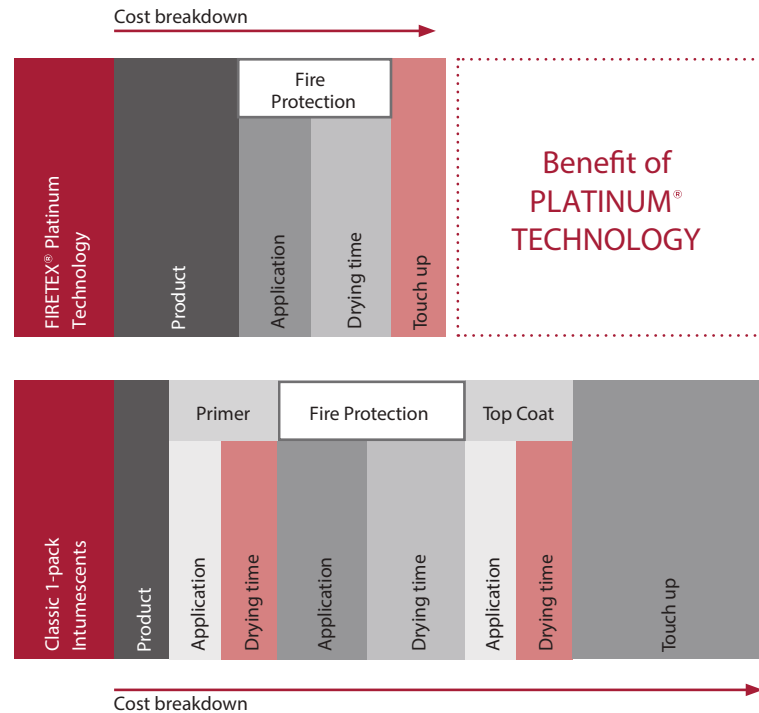 Cost breakdown
FIRETEX® Platinum
Technology
Product
Fire
Protection
Application
Drying time
Touch up
Benefit of
PLATINUM®
TECHNOLOGY
Classic 1-pack
Intumescents
Product
Primer
Application
Drying time
Fire Protection
Application
Drying time
Top Coat
Application
Drying time
Touch up
Cost breakdown